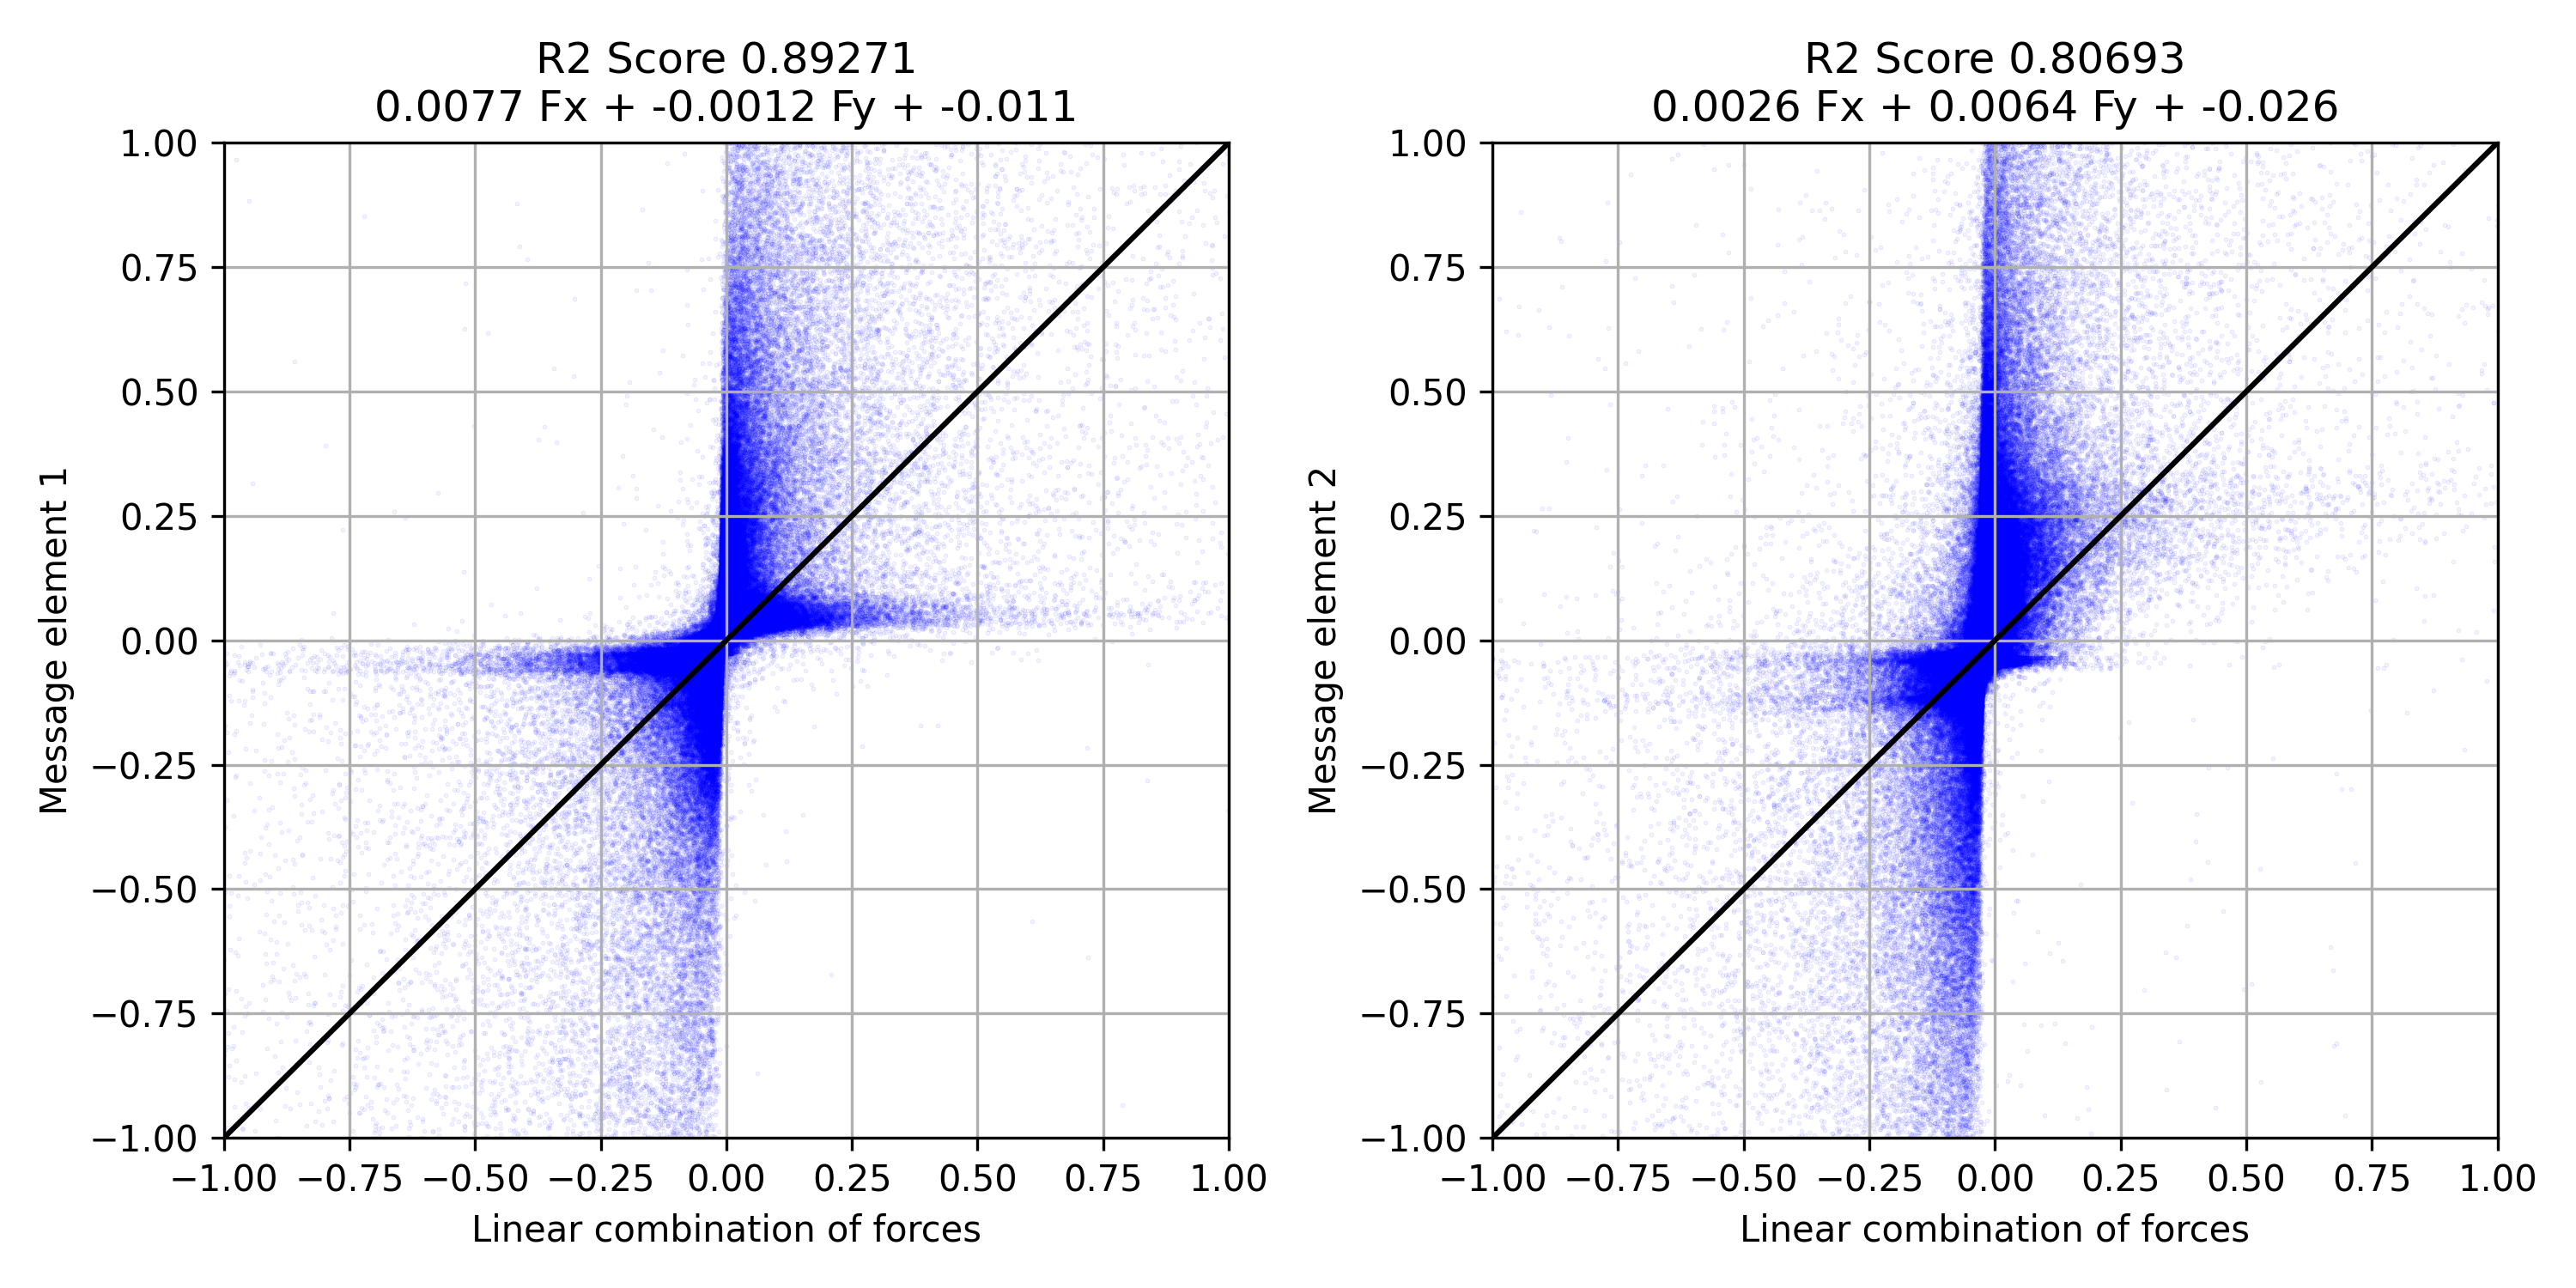 R2 Score 0.89271
0.0077 Fx + -0.0012 Fy + -0.011
1.00
0.75
0.50
0.25
0.00
−0.25
−0.50
−0.75
−1.00
Message element 1
−1.00 −0.75 −0.50 −0.25 0.00 0.25 0.50 0.75 1.00
Linear combination of forces
R2 Score 0.80693
0.0026 Fx + 0.0064 Fy + -0.026
1.00
0.75
0.50
0.25
0.00
−0.25
−0.50
−0.75
−1.00
Message element 2
−1.00 −0.75 −0.50 −0.25 0.00 0.25 0.50 0.75 1.00
Linear combination of forces